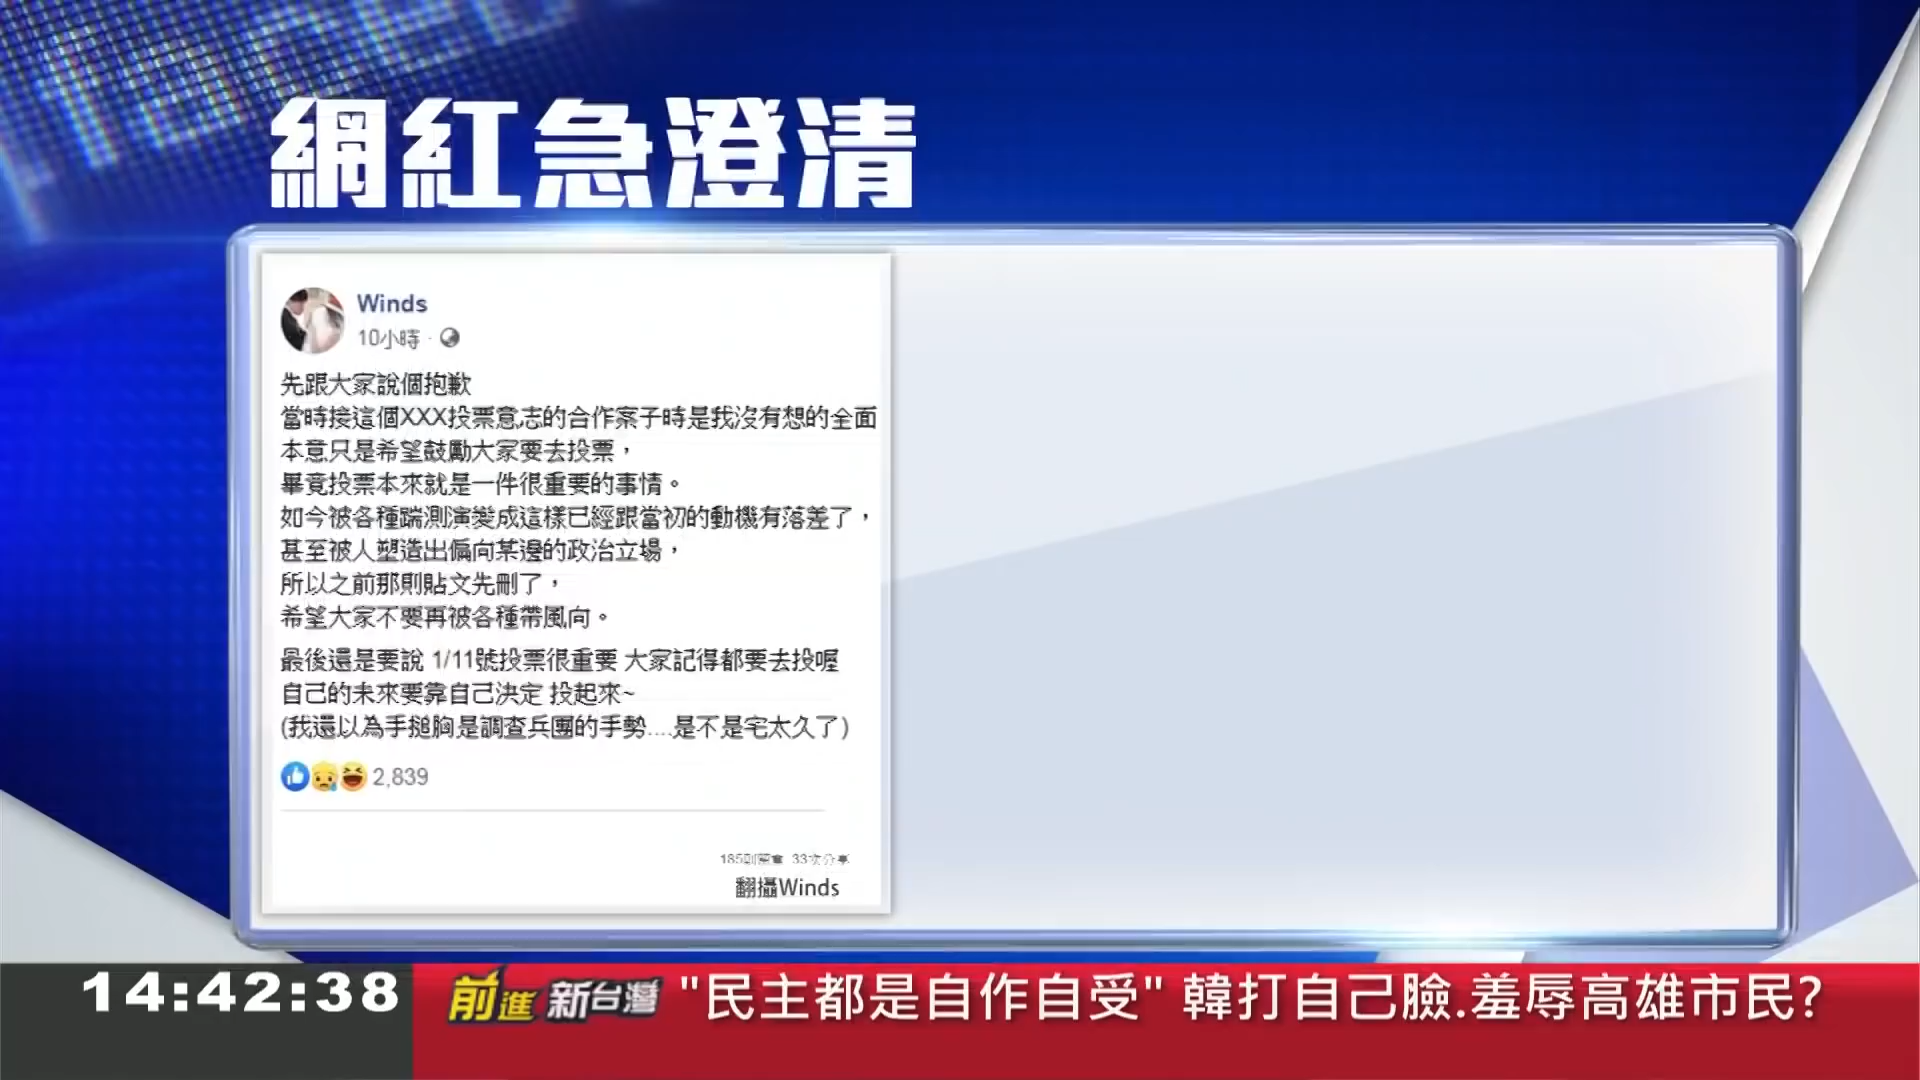 網紅急澄清
Winds
10小時
先跟大家說個抱歉
當時接這個XXX投票意志的合作案子時是我沒有想的全面
本意只是希望鼓勵大家要去投票，
畢竟投票本來就是一件很重要的事情。
如今被各種踹測演變成這樣已經跟當初的動機有落差了，
甚至被人塑造出偏向某邊的政治立場，
所以之前那則貼文先刪了，
希望大家不要再被各種帶風向。
最後還是要說 1/11號投票很重要 大家記得都要去投喔
自己的未來要靠自己決定 投起來~
(我還以為手搥胸是調查兵團的手勢....是不是宅太久了)
2,839
185則留言 33次分享
翻攝Winds
14:42:38 前進新台灣 "民主都是自作自受" 韓打自己臉.羞辱高雄市民?